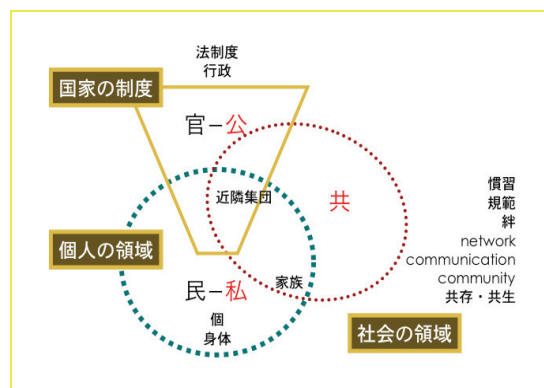 法制度
行政
国家の制度
官–公
近隣集団
共
慣習
規範
絆
network
communication
community
共存・共生
個人の領域
家族
民–私
個
身体
社会の領域